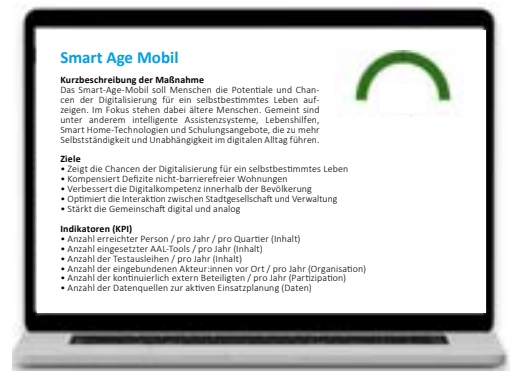 Smart Age Mobil
Kurzbeschreibung der Maßnahme
Das Smart-Age-Mobil soll Menschen die Potentiale und Chan-
cen der Digitalisierung für ein selbstbestimmtes Leben auf-
zeigen. Im Fokus stehen dabei ältere Menschen. Gemeint sind
unter anderem intelligente Assistenzsysteme, Lebenshilfen,
Smart Home-Technologien und Schulungsangebote, die zu mehr
Selbstständigkeit und Unabhängigkeit im digitalen Alltag führen.
Ziele
• Zeigt die Chancen der Digitalisierung für ein selbstbestimmtes Leben
• Kompensiert Defizite nicht-barrierefreier Wohnungen
• Verbessert die Digitalkompetenz innerhalb der Bevölkerung
• Optimiert die Interaktion zwischen Stadtgesellschaft und Verwaltung
• Stärkt die Gemeinschaft digital und analog
Indikatoren (KPI)
• Anzahl erreichter Person / pro Jahr / pro Quartier (Inhalt)
• Anzahl eingesetzter AAL-Tools / pro Jahr (Inhalt)
• Anzahl der Testausleihen / pro Jahr (Inhalt)
• Anzahl der eingebundenen Akteur:innen vor Ort / pro Jahr (Organisation)
• Anzahl der kontinuierlich extern Beteiligten / pro Jahr (Partizipation)
• Anzahl der Datenquellen zur aktiven Einsatzplanung (Daten)